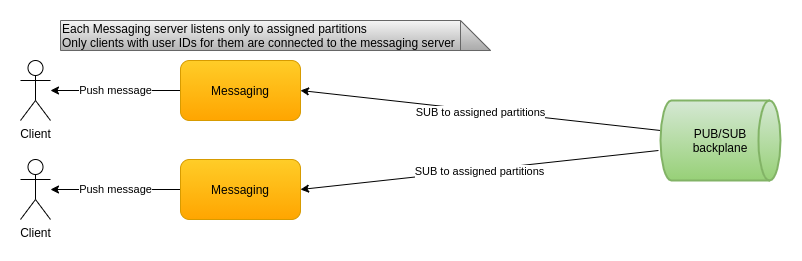 Each Messaging server listens only to assigned partitions
Only clients with user IDs for them are connected to the messaging server
Push message
Messaging
SUB to assigned partitions
Client
PUB/SUB
backplane
Push message
Messaging
SUB to assigned partitions
Client